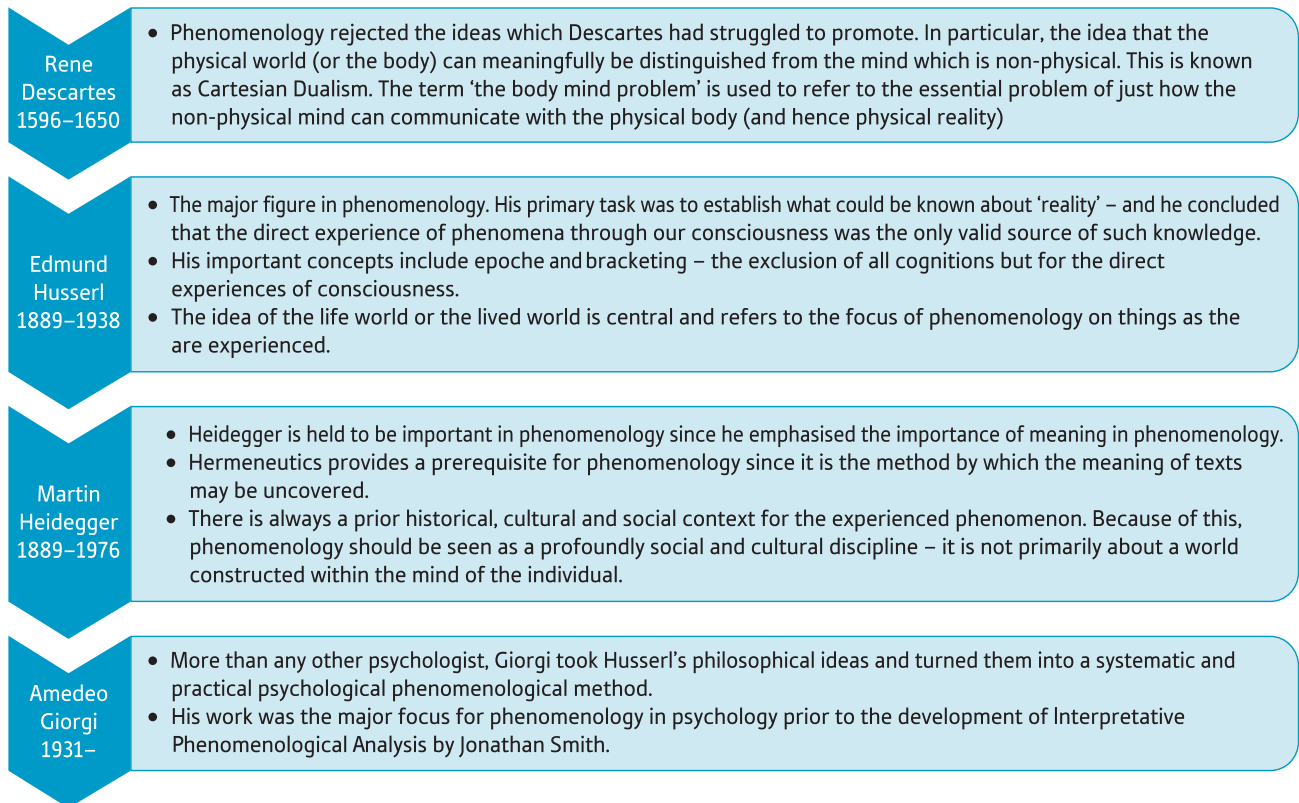 Rene
Descartes
1596–1650
• Phenomenology rejected the ideas which Descartes had struggled to promote. In particular, the idea that the
physical world (or the body) can meaningfully be distinguished from the mind which is non-physical. This is known
as Cartesian Dualism. The term ‘the body mind problem’ is used to refer to the essential problem of just how the
non-physical mind can communicate with the physical body (and hence physical reality)
Edmund
Husserl
1889–1938
• The major figure in phenomenology. His primary task was to establish what could be known about ‘reality’ – and he concluded
that the direct experience of phenomena through our consciousness was the only valid source of such knowledge.
• His important concepts include epoche and bracketing – the exclusion of all cognitions but for the direct
experiences of consciousness.
• The idea of the life world or the lived world is central and refers to the focus of phenomenology on things as the
are experienced.
Martin
Heidegger
1889–1976
• Heidegger is held to be important in phenomenology since he emphasised the importance of meaning in phenomenology.
• Hermeneutics provides a prerequisite for phenomenology since it is the method by which the meaning of texts
may be uncovered.
• There is always a prior historical, cultural and social context for the experienced phenomenon. Because of this,
phenomenology should be seen as a profoundly social and cultural discipline – it is not primarily about a world
constructed within the mind of the individual.
Amedeo
Giorgi
1931–
• More than any other psychologist, Giorgi took Husserl’s philosophical ideas and turned them into a systematic and
practical psychological phenomenological method.
• His work was the major focus for phenomenology in psychology prior to the development of Interpretative
Phenomenological Analysis by Jonathan Smith.